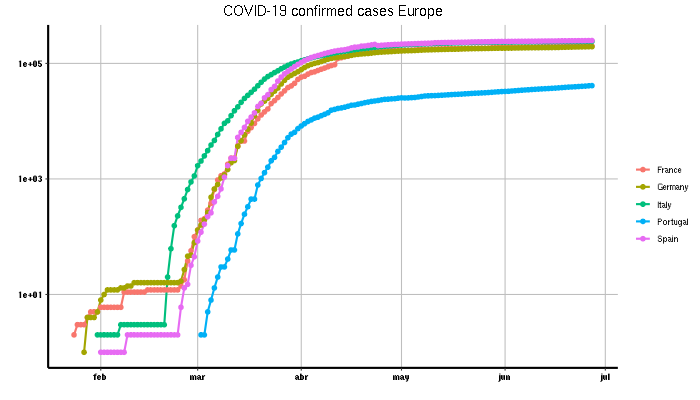 COVID-19 confirmed cases Europe
1e+05
1e+03
1e+01
feb mar abr may jun jul
France
Germany
Italy
Portugal
Spain